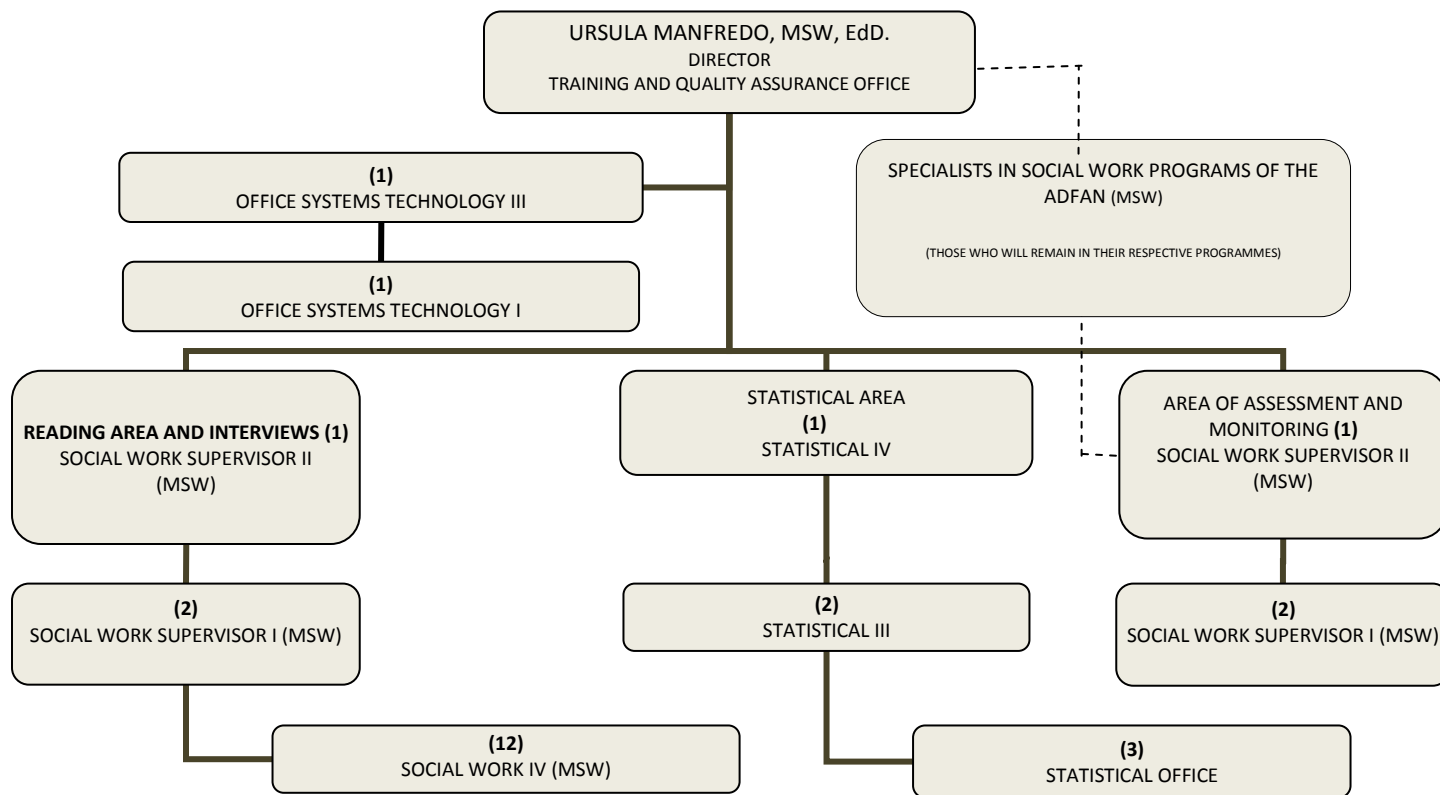 URSULA MANFREDO, MSW, EdD.
DIRECTOR
TRAINING AND QUALITY ASSURANCE OFFICE
(1)
OFFICE SYSTEMS TECHNOLOGY III
SPECIALISTS IN SOCIAL WORK PROGRAMS OF THE
ADFAN (MSW)
(THOSE WHO WILL REMAIN IN THEIR RESPECTIVE PROGRAMMES)
(1)
OFFICE SYSTEMS TECHNOLOGY I
READING AREA AND INTERVIEWS (1)
SOCIAL WORK SUPERVISOR II
(MSW)
STATISTICAL AREA
(1)
STATISTICAL IV
AREA OF ASSESSMENT AND
MONITORING (1)
SOCIAL WORK SUPERVISOR II
(MSW)
(2)
SOCIAL WORK SUPERVISOR I (MSW)
(2)
STATISTICAL III
(2)
SOCIAL WORK SUPERVISOR I (MSW)
(12)
SOCIAL WORK IV (MSW)
(3)
STATISTICAL OFFICE